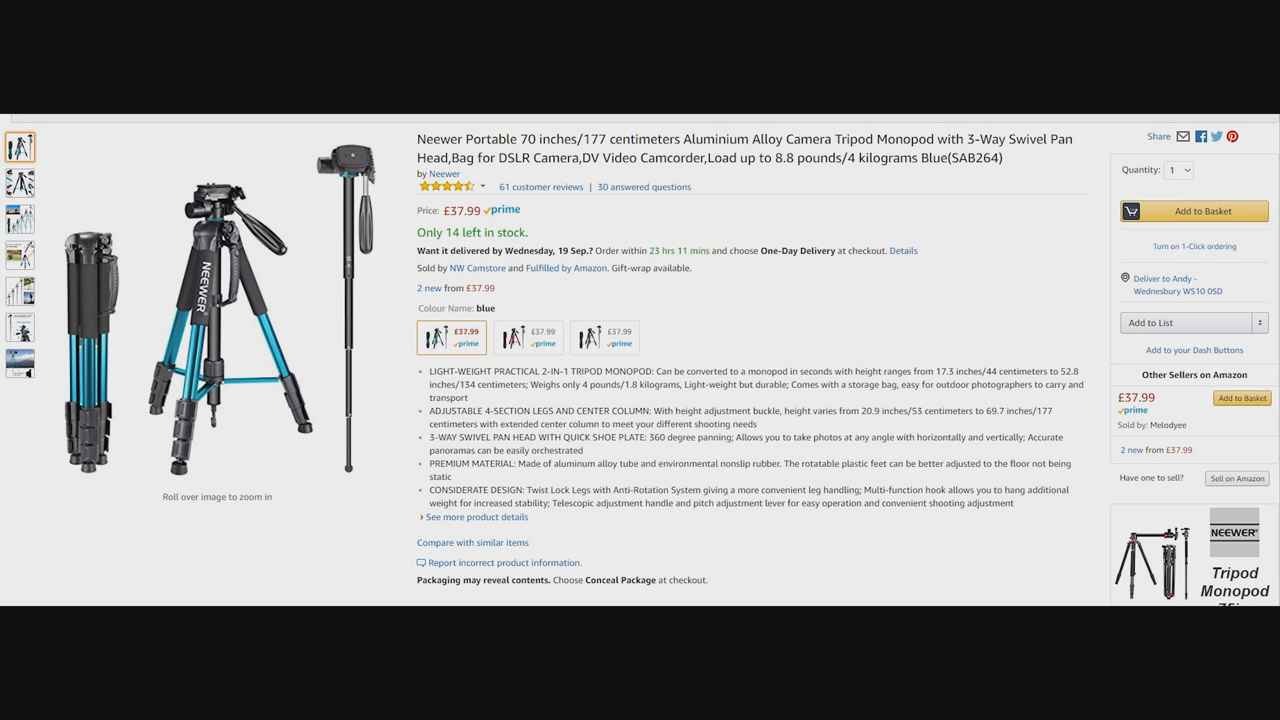 Neewer Portable 70 inches/177 centimeters Aluminium Alloy Camera Tripod Monopod with 3-Way Swivel Pan
Head,Bag for DSLR Camera,DV Video Camcorder,Load up to 8.8 pounds/4 kilograms Blue(SAB264)
by Neewer
61 customer reviews | 30 answered questions
Price: £37.99 prime
Only 14 left in stock.
Want it delivered by Wednesday, 19 Sep.? Order within 23 hrs 11 mins and choose One-Day Delivery at checkout. Details
Sold by NW Camstore and Fulfilled by Amazon. Gift-wrap available.
2 new from £37.99
Colour Name: blue
£37.99 prime
£37.99 prime
£37.99 prime
LIGHT-WEIGHT PRACTICAL 2-IN-1 TRIPOD MONOPOD: Can be converted to a monopod in seconds with height ranges from 17.3 inches/44 centimeters to 52.8
inches/134 centimeters; Weighs only 4 pounds/1.8 kilograms, Light-weight but durable; Comes with a storage bag, easy for outdoor photographers to carry and
transport
ADJUSTABLE 4-SECTION LEGS AND CENTER COLUMN: With height adjustment buckle, height varies from 20.9 inches/53 centimeters to 69.7 inches/177
centimeters with extended center column to meet your different shooting needs
3-WAY SWIVEL PAN HEAD WITH QUICK SHOE PLATE: 360 degree panning; Allows you to take photos at any angle with horizontally and vertically; Accurate
panoramas can be easily orchestrated
PREMIUM MATERIAL: Made of aluminum alloy tube and environmental nonslip rubber. The rotatable plastic feet can be better adjusted to the floor not being
static
CONSIDERATE DESIGN: Twist Lock Legs with Anti-Rotation System giving a more convenient leg handling; Multi-function hook allows you to hang additional
weight for increased stability; Telescopic adjustment handle and pitch adjustment lever for easy operation and convenient shooting adjustment
See more product details
Compare with similar items
Report incorrect product information.
Packaging may reveal contents. Choose Conceal Package at checkout.
NEEWER
Roll over image to zoom in
Share
Quantity: 1
Add to Basket
Turn on 1-Click ordering
Deliver to Andy -
Wednesbury WS10 0SD
Add to List
Add to your Dash Buttons
Other Sellers on Amazon
£37.99
Add to Basket
prime
Sold by: Melodyee
2 new from £37.99
Have one to sell?
Sell on Amazon
NEEWER
Tripod
Monopod